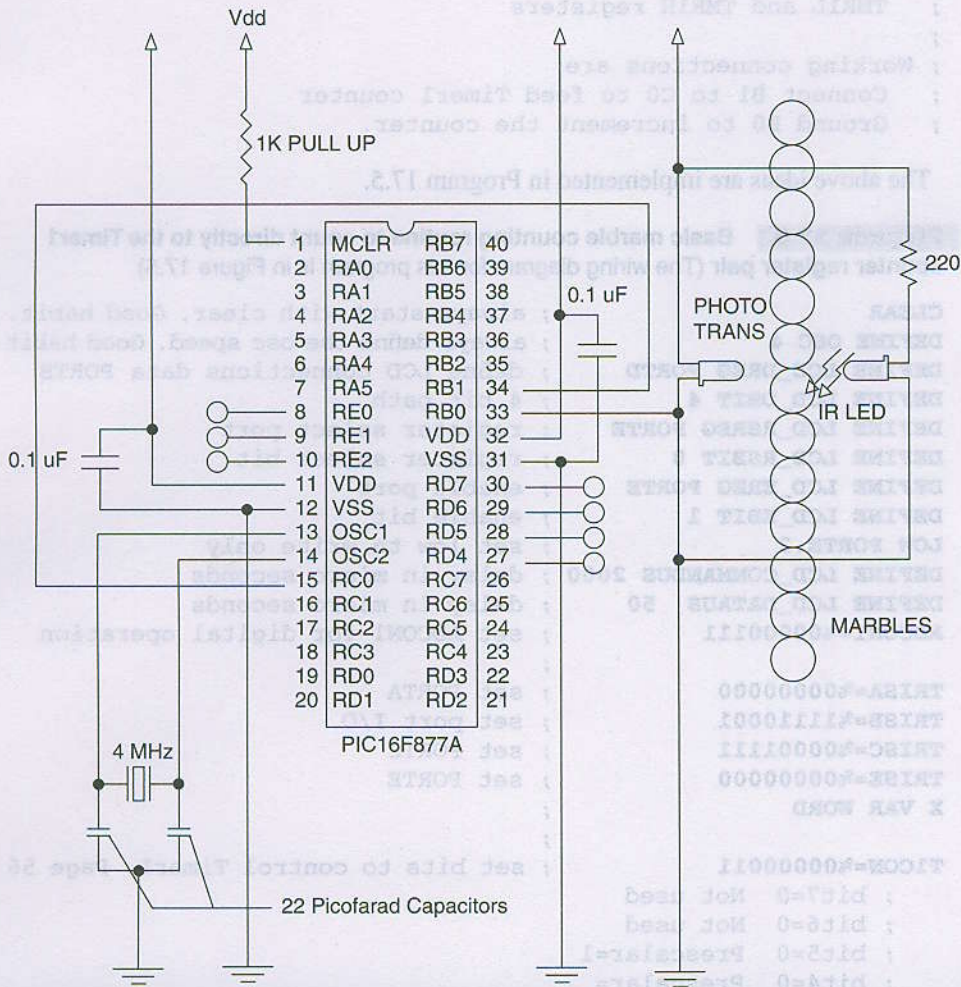 Vdd
1K PULL UP
1 MCLR RB7 40
2 RA0 RB6 39
3 RA1 RB5 38
4 RA2 RB4 37
5 RA3 RB3 36
6 RA4 RB2 35
7 RA5 RB1 34
8 RE0 RB0 33
9 RE1 VDD 32
10 RE2 VSS 31
11 VDD RD7 30
12 VSS RD6 29
13 OSC1 RD5 28
14 OSC2 RD4 27
15 RC0 RC7 26
16 RC1 RC6 25
17 RC2 RC5 24
18 RC3 RC4 23
19 RD0 RD3 22
20 RD1 RD2 21
PIC16F877A
0.1 uF
0.1 uF
220
PHOTO
TRANS
IR LED
MARBLES
4 MHz
22 Picofarad Capacitors